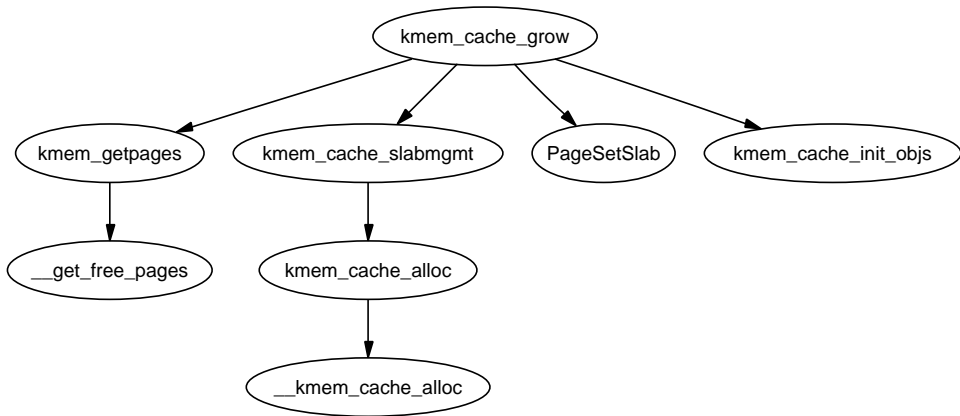 kmem_cache_grow
kmem_getpages
kmem_cache_slabmgmt
PageSetSlab
kmem_cache_init_objs
__get_free_pages
kmem_cache_alloc
__kmem_cache_alloc